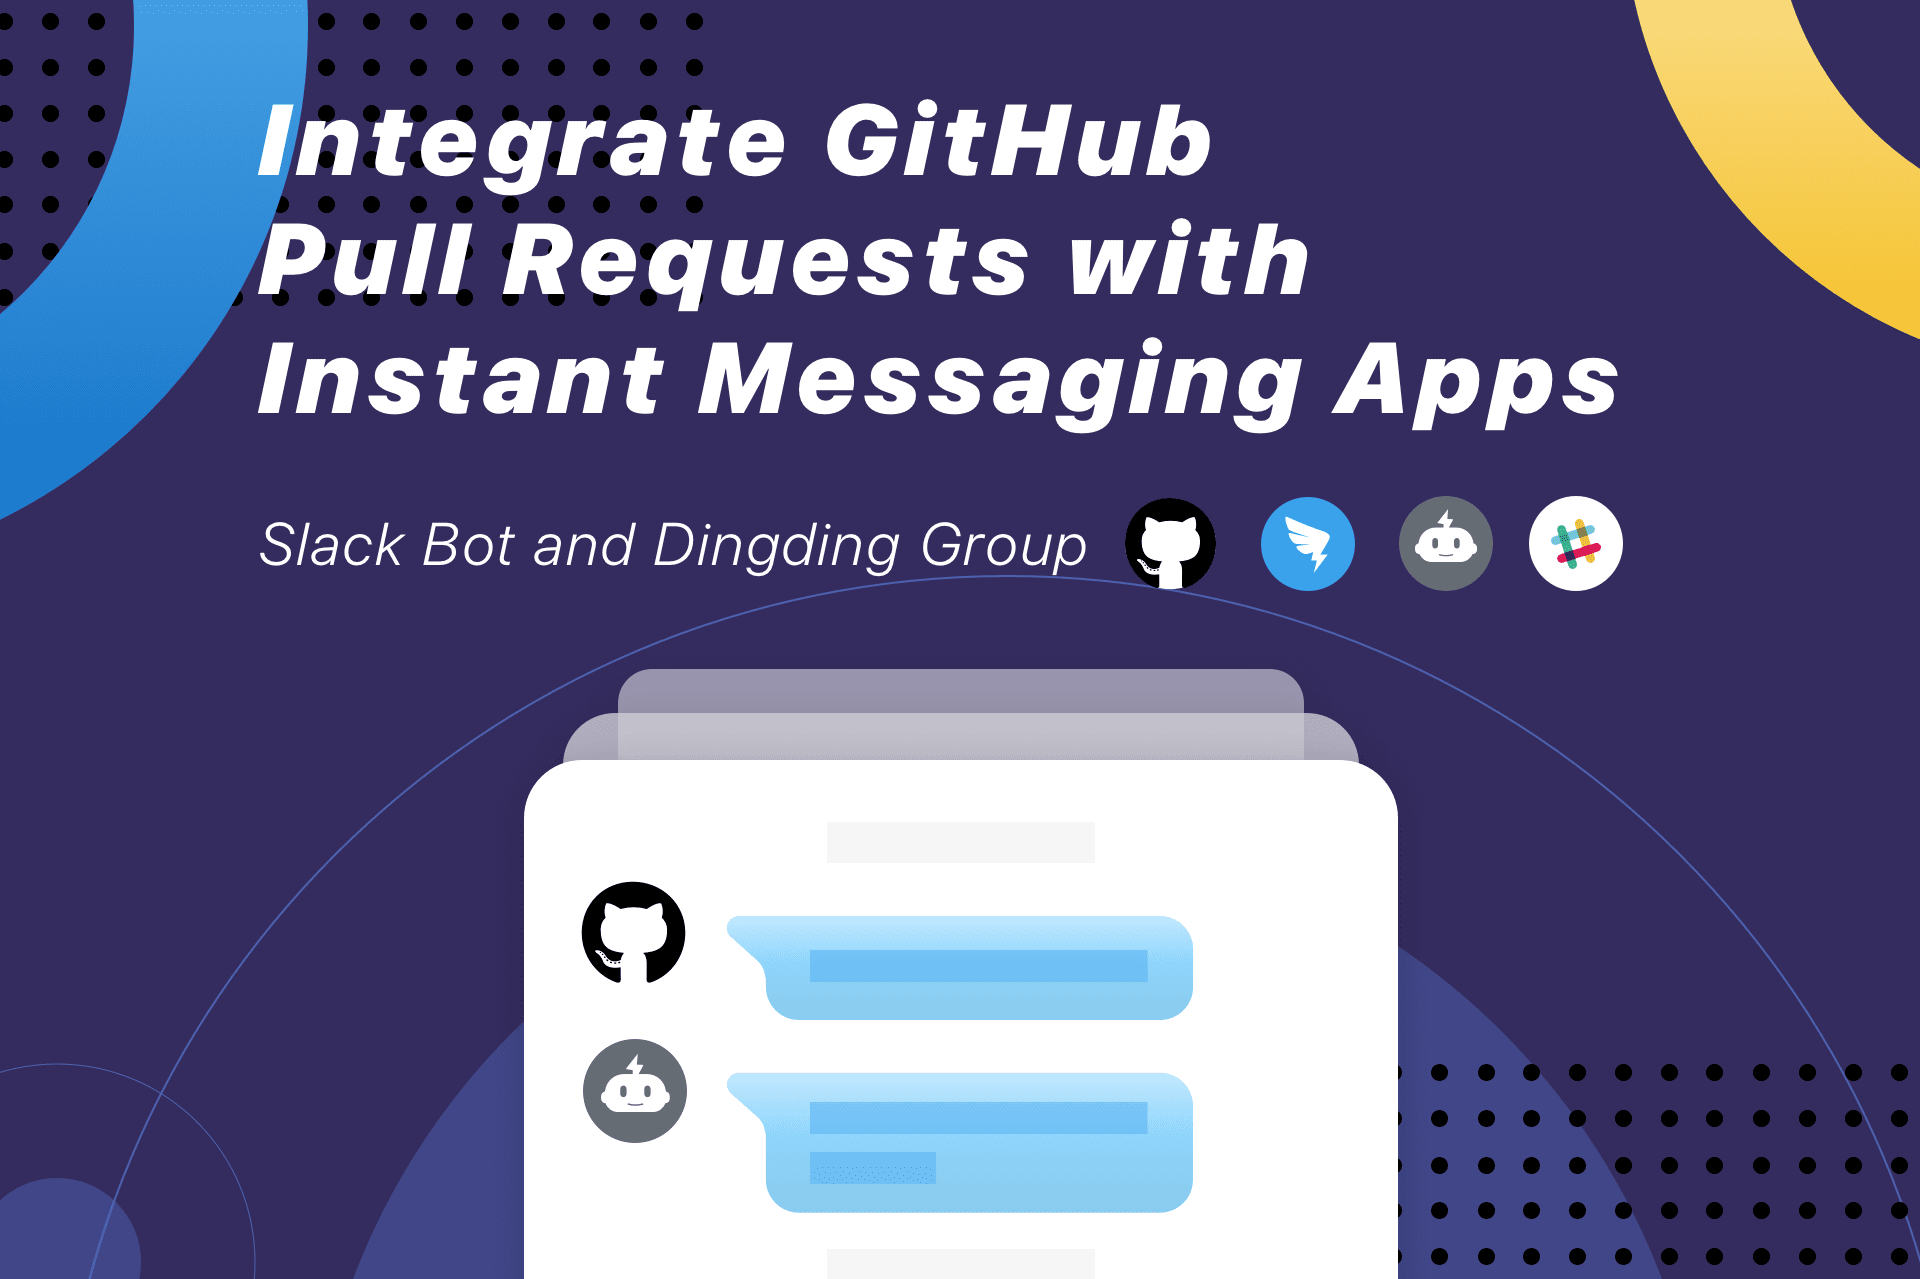 Integrate GitHub
Pull Requests with
Instant Messaging Apps
Slack Bot and Dingding Group